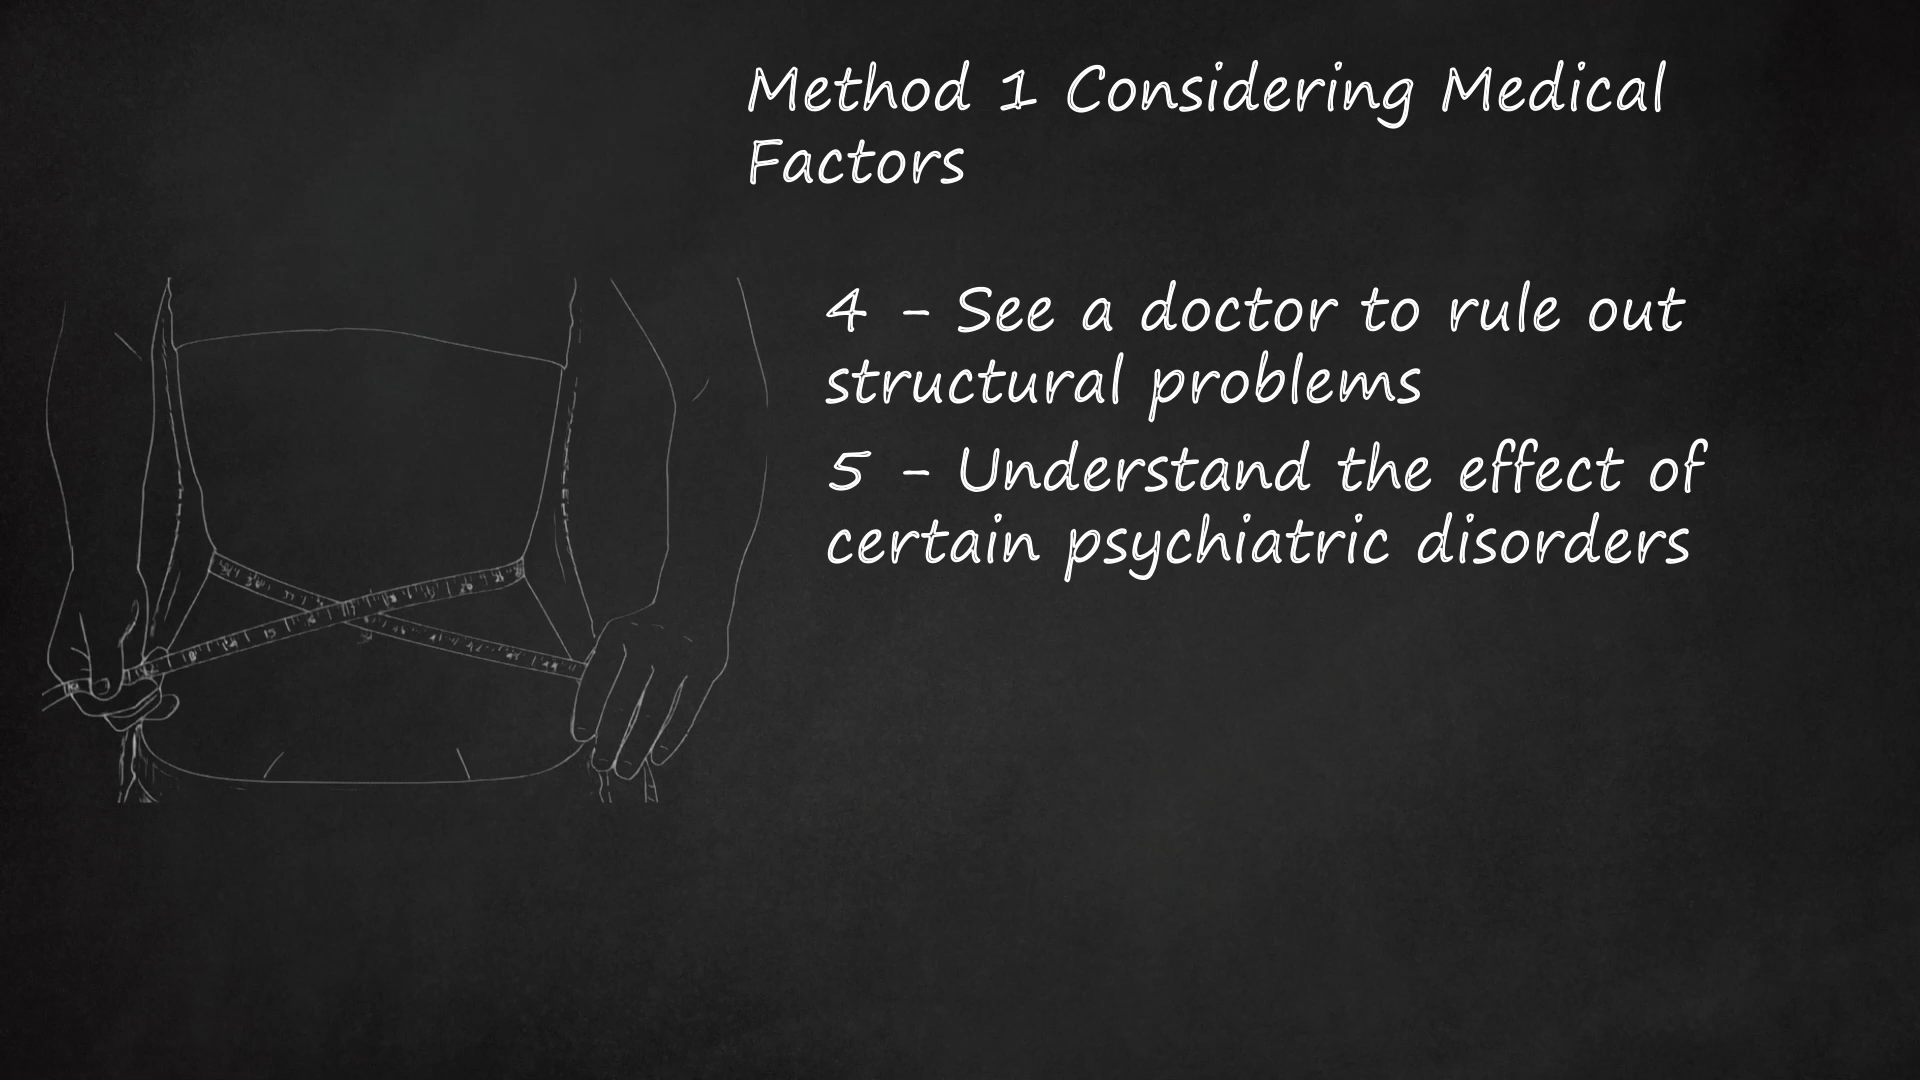 Method 1 Considering Medical
Factors
4 - See a doctor to rule out
structural problems
5 - Understand the effect of
certain psychiatric disorders